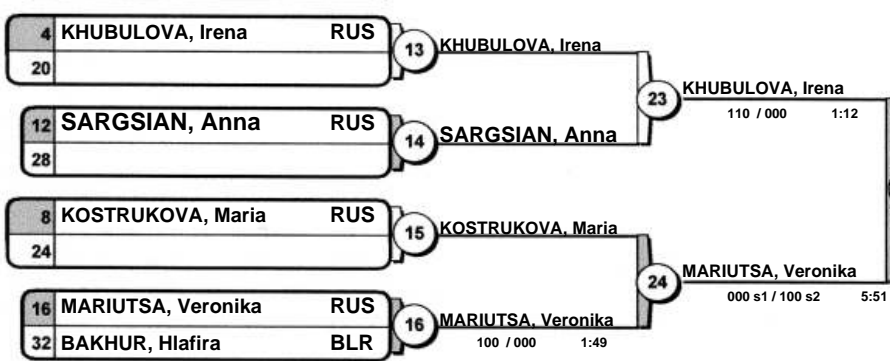 4 KHUBULOVA, Irena RUS
20
13
KHUBULOVA, Irena
12 SARGSIAN, Anna RUS
28
14
SARGSIAN, Anna
23
KHUBULOVA, Irena
110 / 000 1:12
8 KOSTRUKOVA, Maria RUS
24
15
KOSTRUKOVA, Maria
16 MARIUTSA, Veronika RUS
32 BAKHUR, Hlafira BLR
16
MARIUTSA, Veronika
100 / 000 1:49
24
MARIUTSA, Veronika
000 s1 / 100 s2 5:51